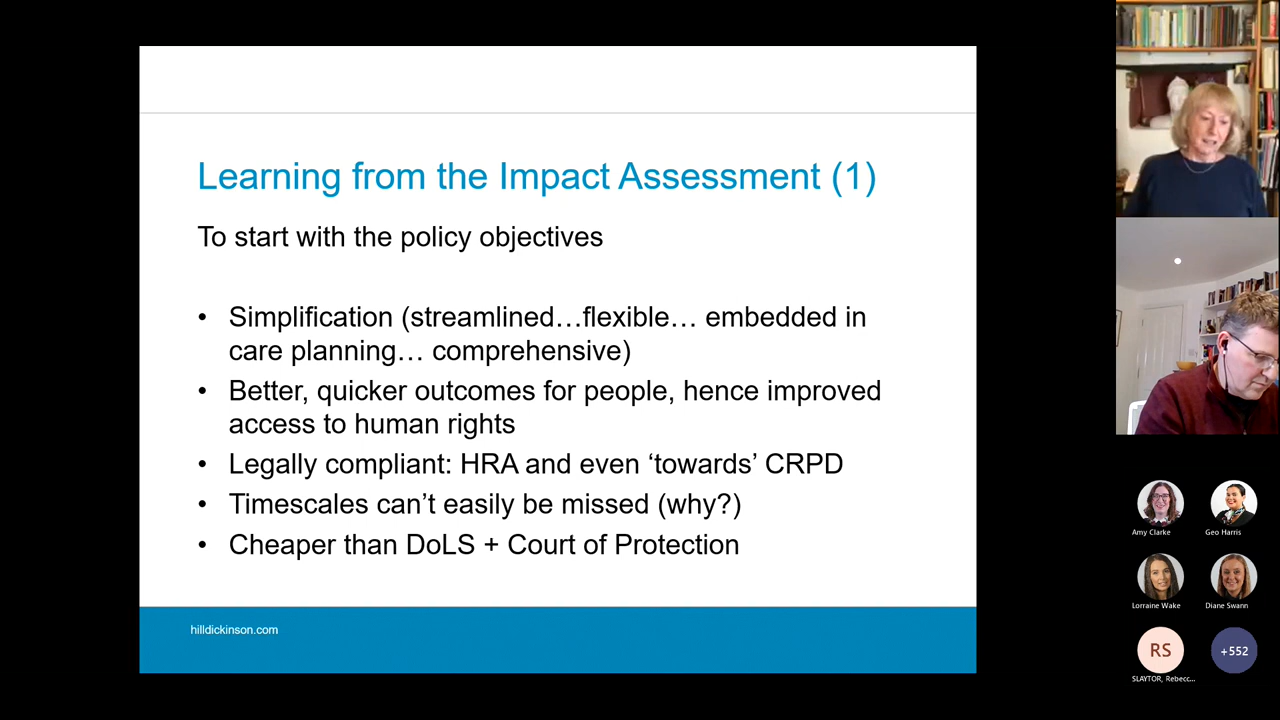 Learning from the Impact Assessment (1)
To start with the policy objectives
• Simplification (streamlined…flexible… embedded in
care planning… comprehensive)
• Better, quicker outcomes for people, hence improved
access to human rights
• Legally compliant: HRA and even ‘towards’ CRPD
• Timescales can’t easily be missed (why?)
• Cheaper than DoLS + Court of Protection
hilldickinson.com
Amy Clarke
Geo Harris
Lorraine Wake
Diane Swann
RS
+552
SLAYTOR, Rebecc...